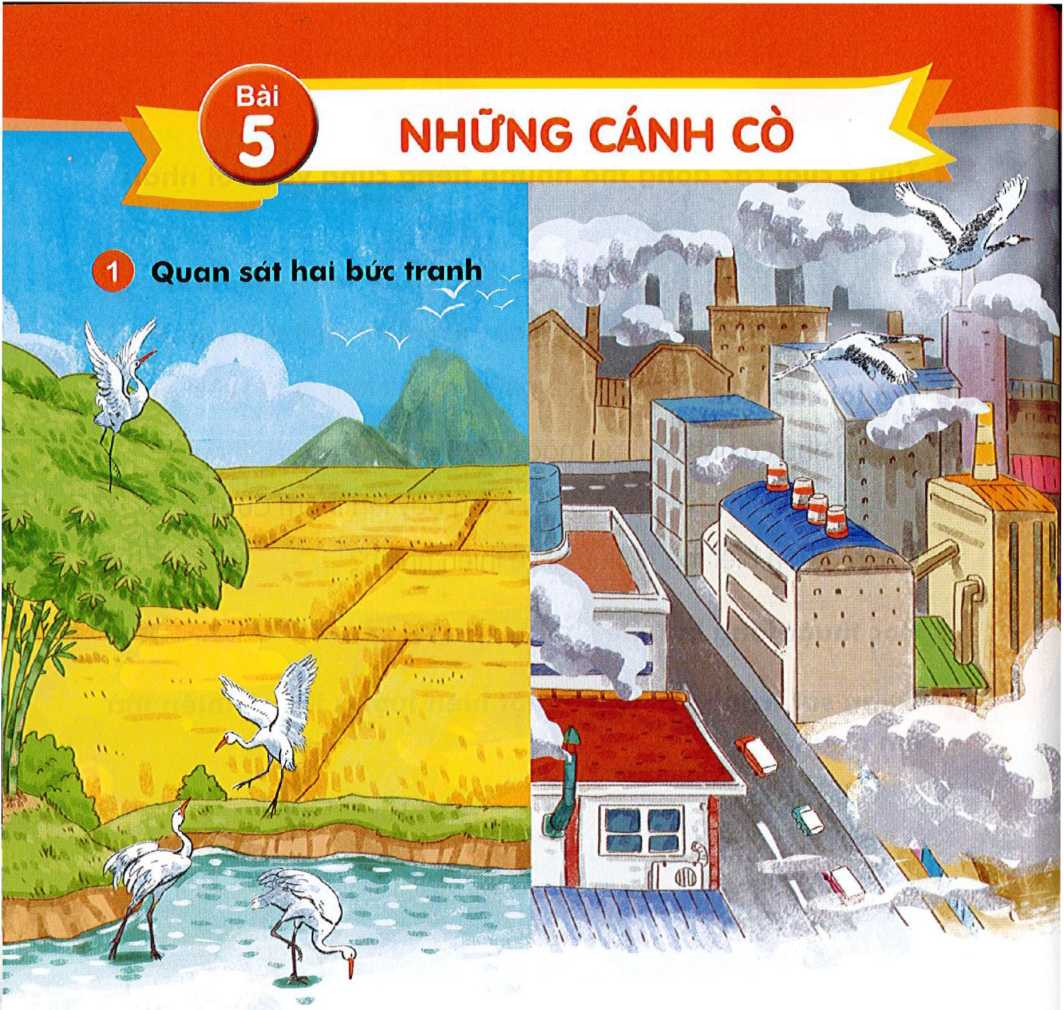 Bài
5
NHỮNG CÁNH CÒ
1 Quan sát hai bức tranh